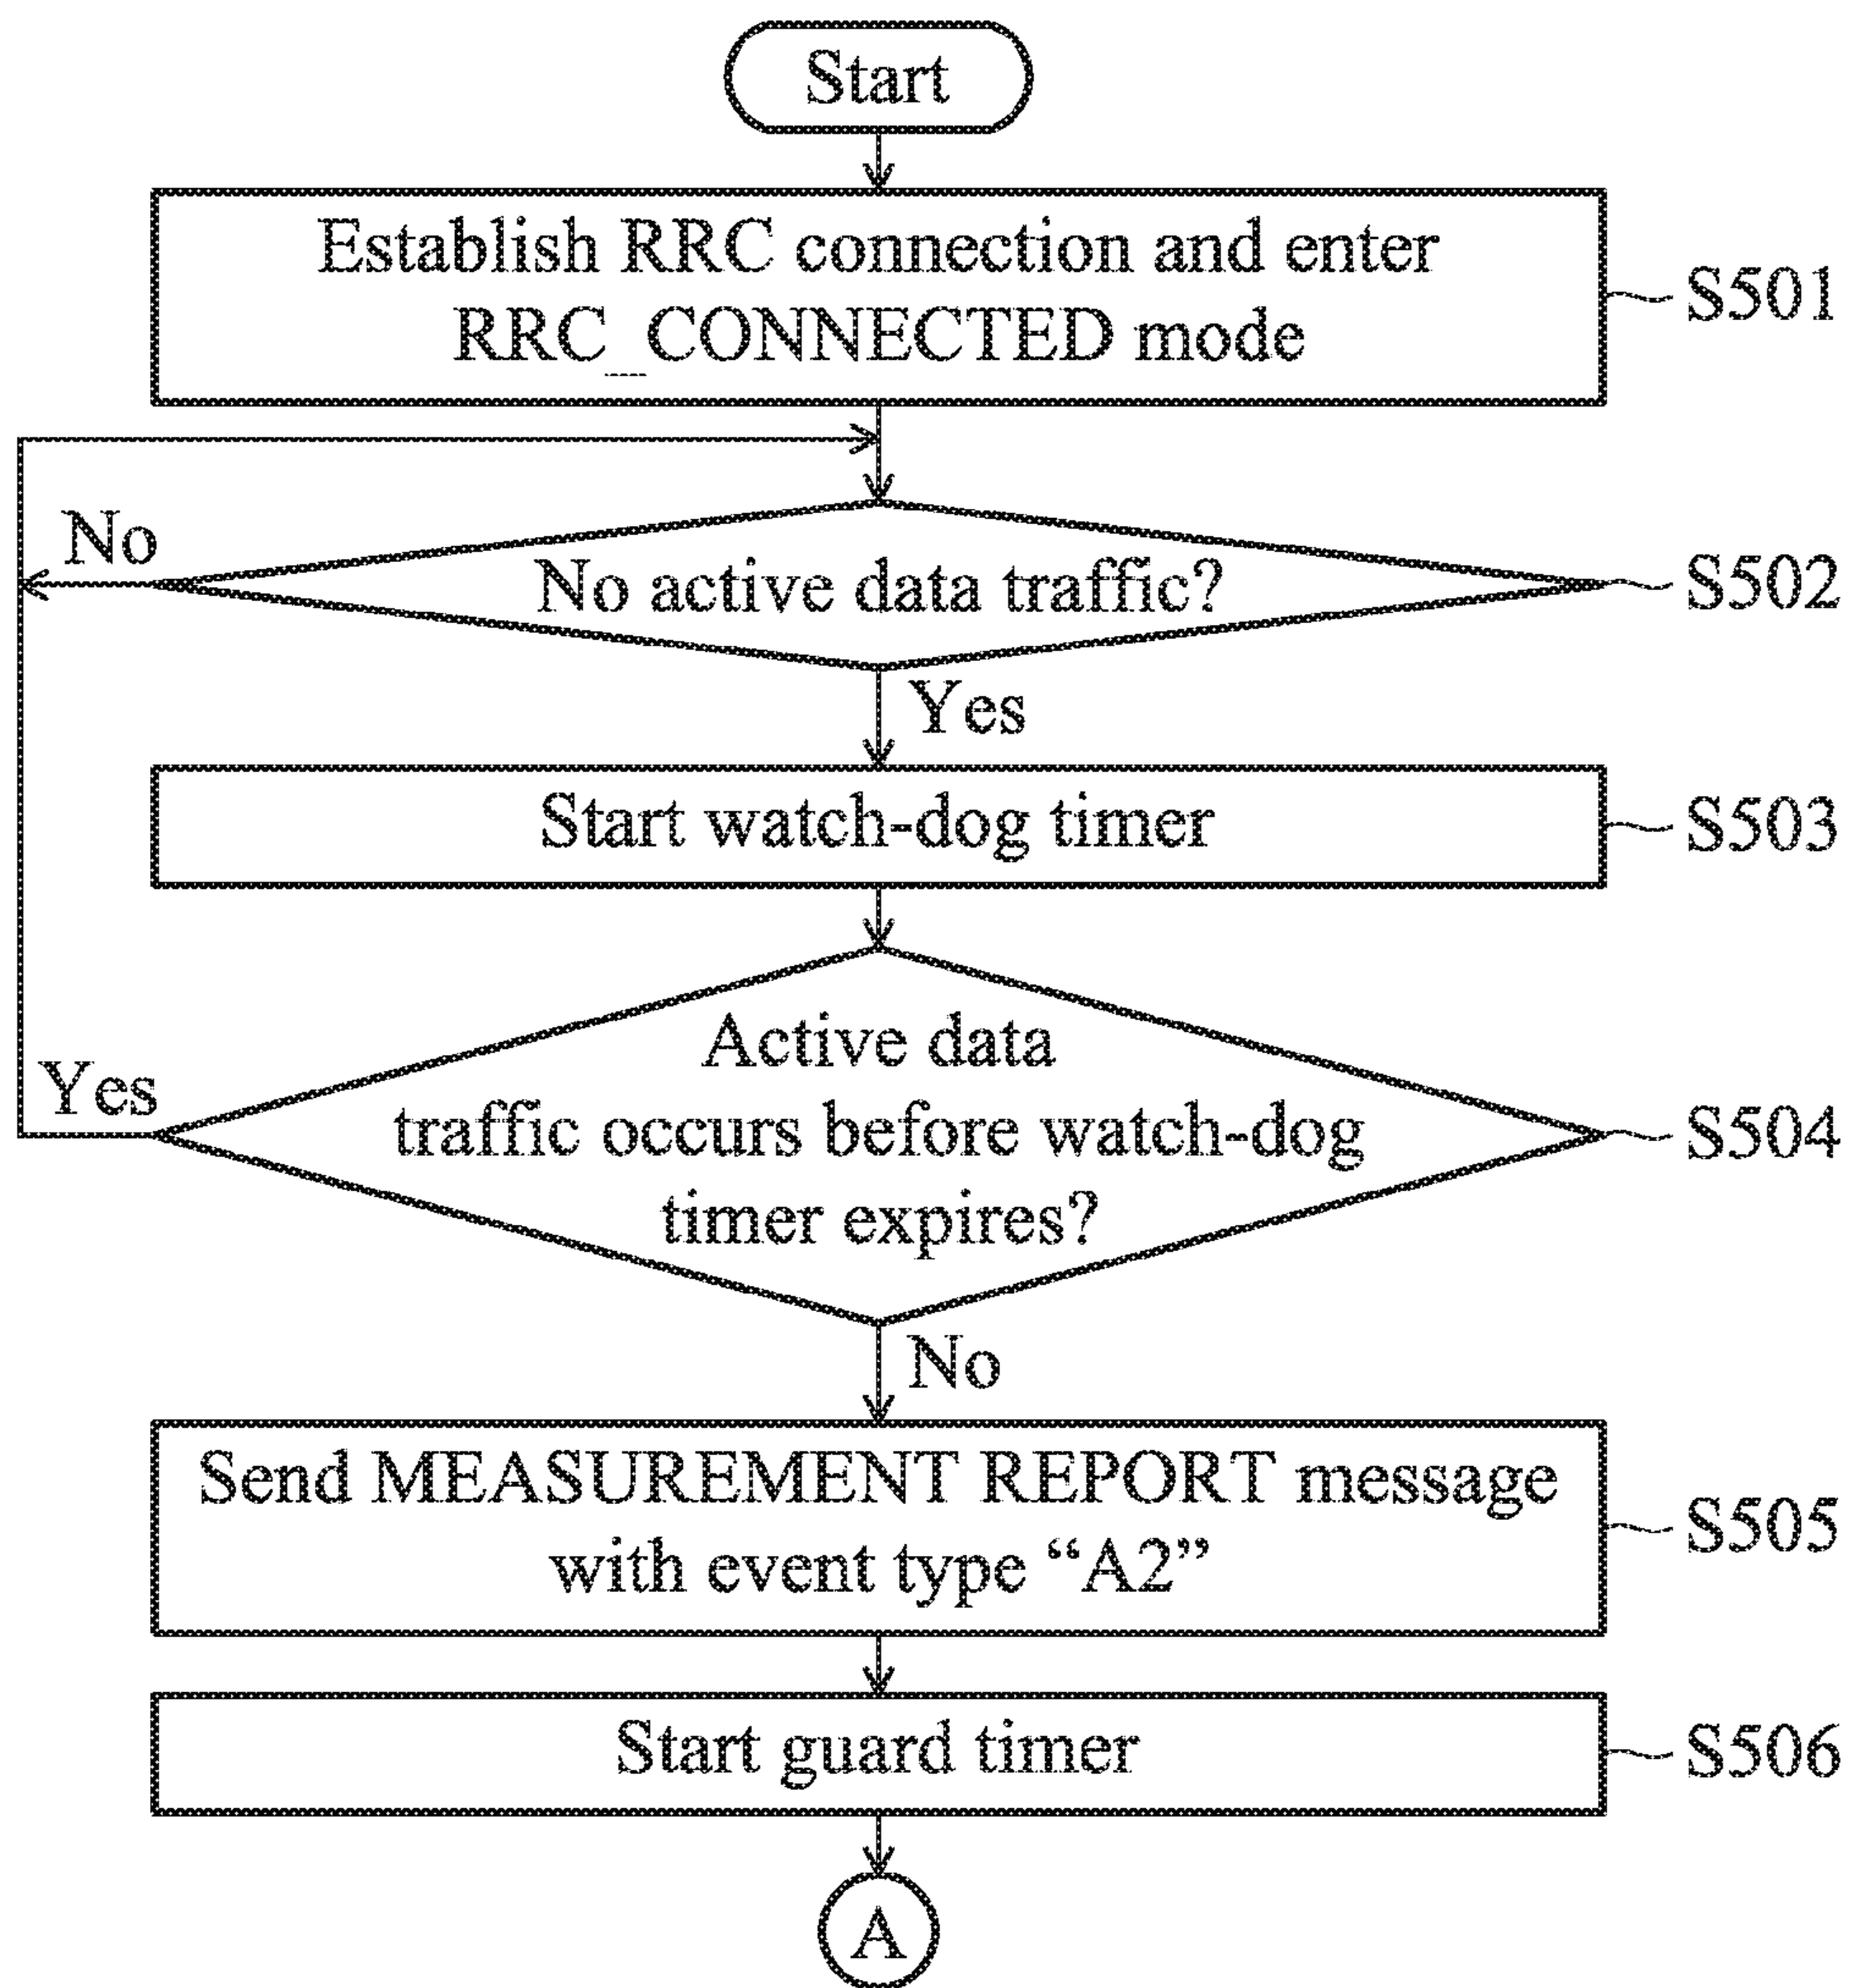 Start
Establish RRC connection and enter
RRC_CONNECTED mode
S501
No
No active data traffic?
S502
Yes
Start watch-dog timer
S503
Active data
Yes
traffic occurs before watch-dog
S504
timer expires?
No
Send MEASUREMENT REPORT message
with event type “A2”
S505
Start guard timer
S506
A